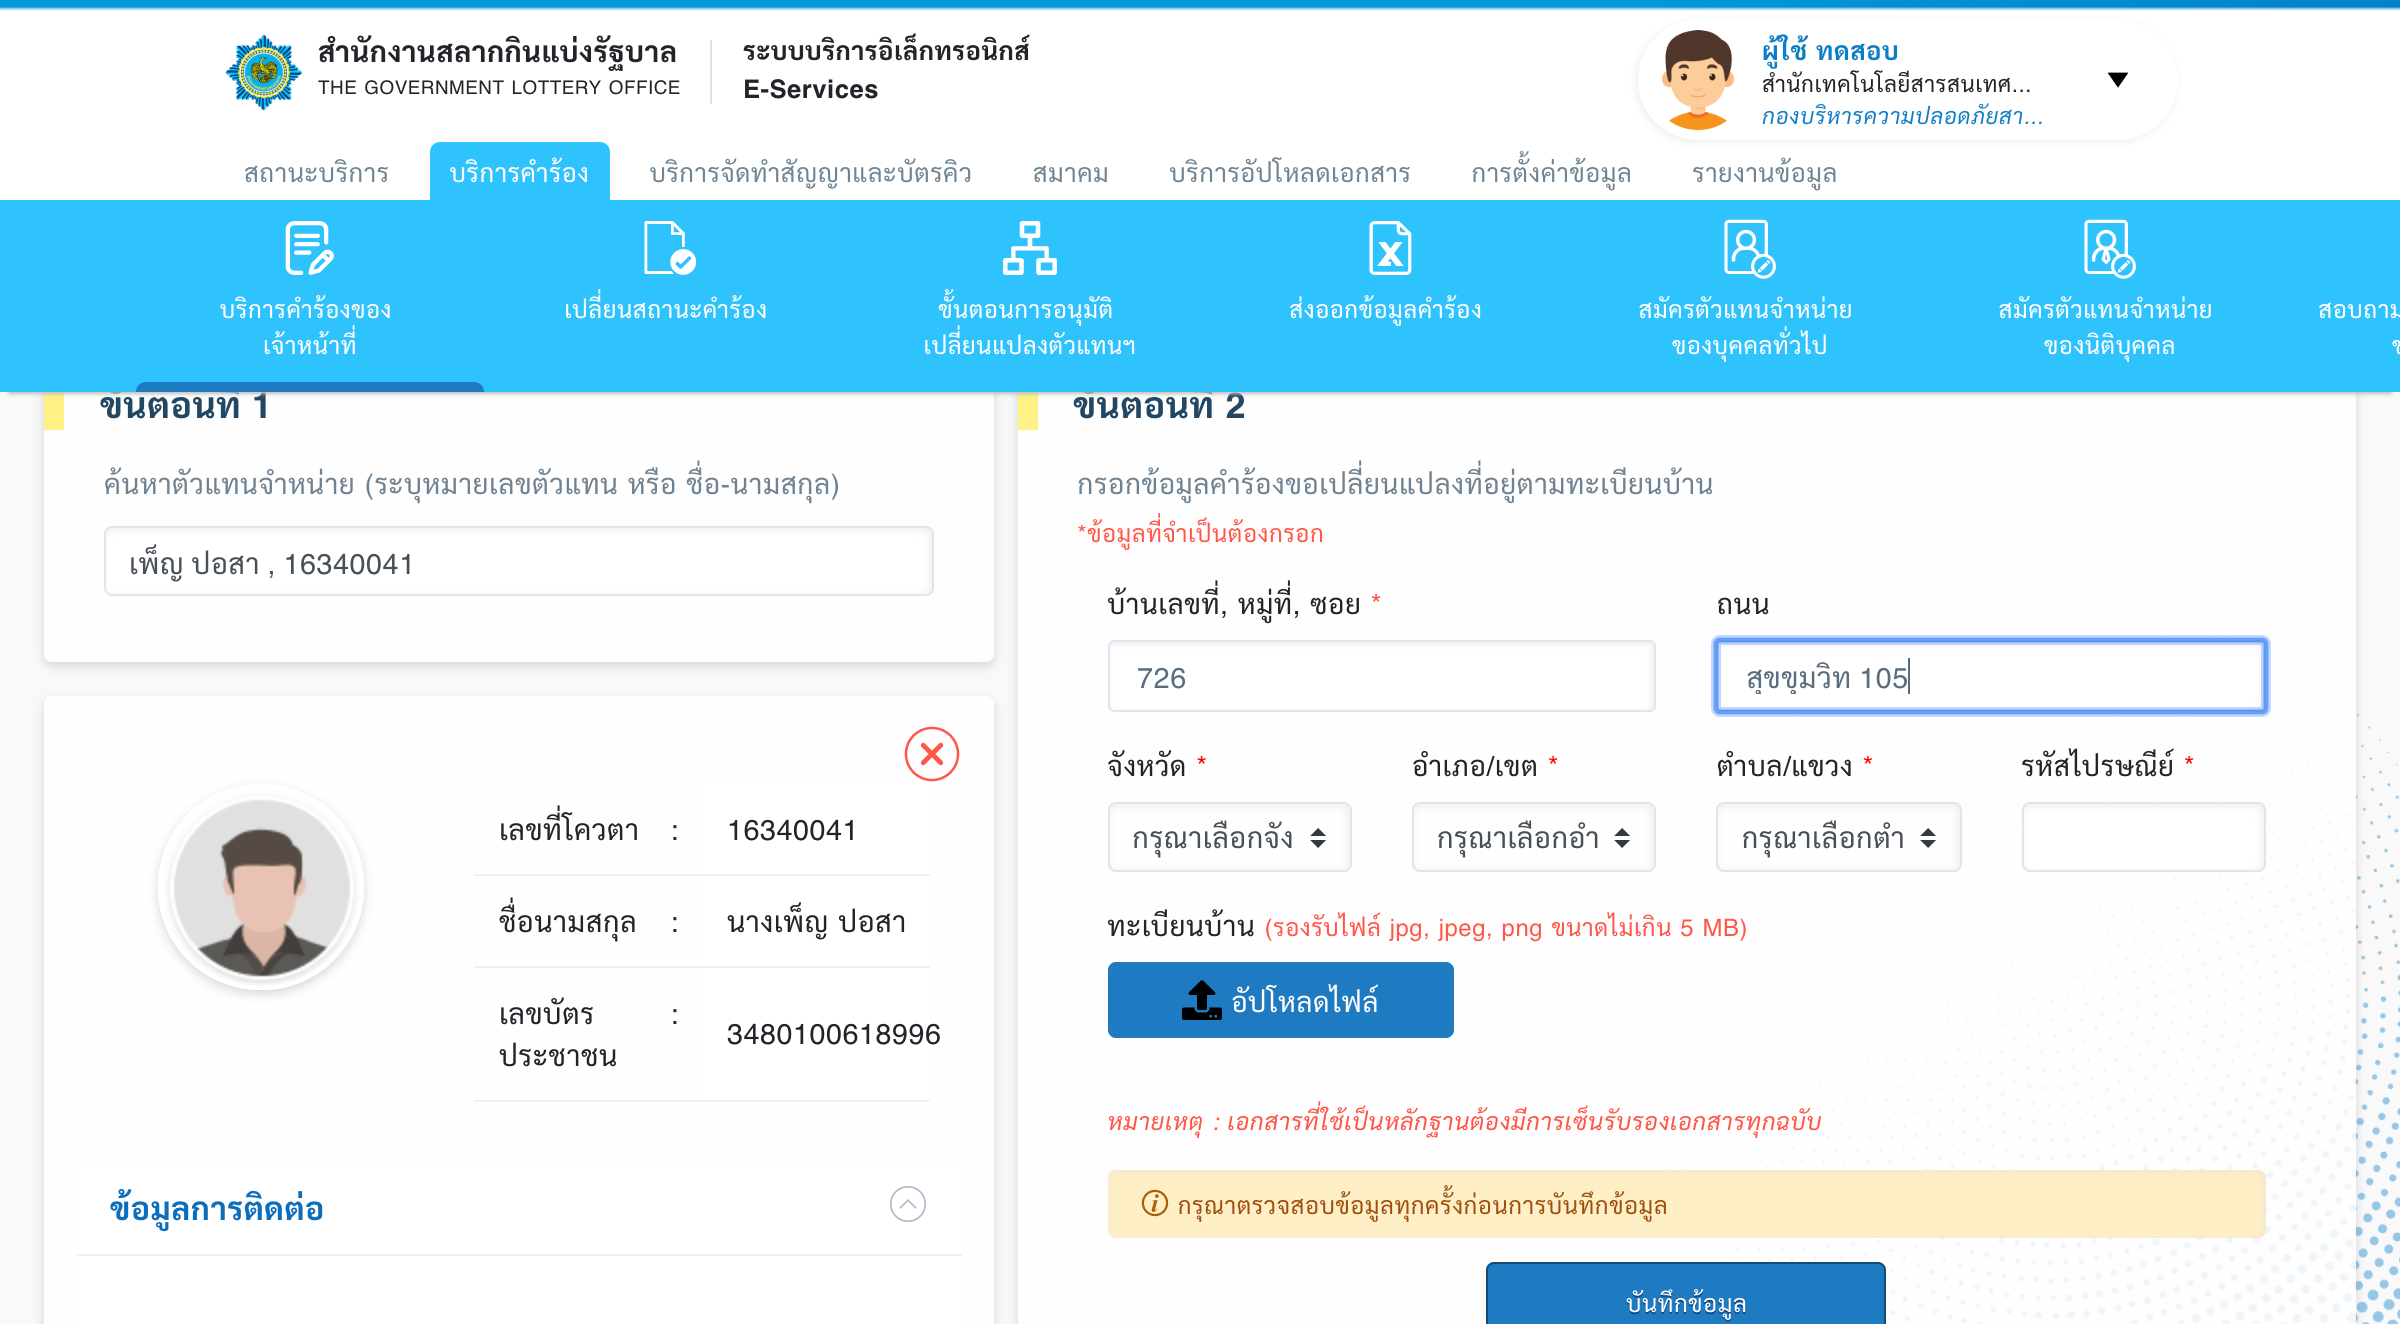 สำนักงานสลากกินแบ่งรัฐบาล
THE GOVERNMENT LOTTERY OFFICE
ระบบบริการอิเล็กทรอนิกส์
E-Services
ผู้ใช้ ทดสอบ
สำนักเทคโนโลยีสารสนเทศ...
กองบริหารความปลอดภัยสา...
สถานะบริการ
บริการคำร้อง
บริการจัดทำสัญญาและบัตรคิว
สมาคม
บริการอัปโหลดเอกสาร
การตั้งค่าข้อมูล
รายงานข้อมูล
บริการคำร้องของ
เจ้าหน้าที่
เปลี่ยนสถานะคำร้อง
ขั้นตอนการอนุมัติ
เปลี่ยนแปลงตัวแทนฯ
ส่งออกข้อมูลคำร้อง
สมัครตัวแทนจำหน่าย
ของบุคคลทั่วไป
สมัครตัวแทนจำหน่าย
ของนิติบุคคล
ขั้นตอนที่ 1
ค้นหาตัวแทนจำหน่าย (ระบุหมายเลขตัวแทน หรือ ชื่อ-นามสกุล)
เพ็ญ ปอสา , 16340041
เลขที่โควตา : 16340041
ชื่อนามสกุล : นางเพ็ญ ปอสา
เลขบัตร
ประชาชน : 3480100618996
ข้อมูลการติดต่อ
ขั้นตอนที่ 2
กรอกข้อมูลคำร้องขอเปลี่ยนแปลงที่อยู่ตามทะเบียนบ้าน
*ข้อมูลที่จำเป็นต้องกรอก
บ้านเลขที่, หมู่ที่, ซอย *
726
ถนน
สุขขุมวิท 105
จังหวัด *
กรุณาเลือกจัง
อำเภอ/เขต *
กรุณาเลือกอำ
ตำบล/แขวง *
กรุณาเลือกตำ
รหัสไปรษณีย์ *
ทะเบียนบ้าน (รองรับไฟล์ jpg, jpeg, png ขนาดไม่เกิน 5 MB)
อัปโหลดไฟล์
หมายเหตุ : เอกสารที่ใช้เป็นหลักฐานต้องมีการเซ็นรับรองเอกสารทุกฉบับ
กรุณาตรวจสอบข้อมูลทุกครั้งก่อนการบันทึกข้อมูล
บันทึกข้อมูล